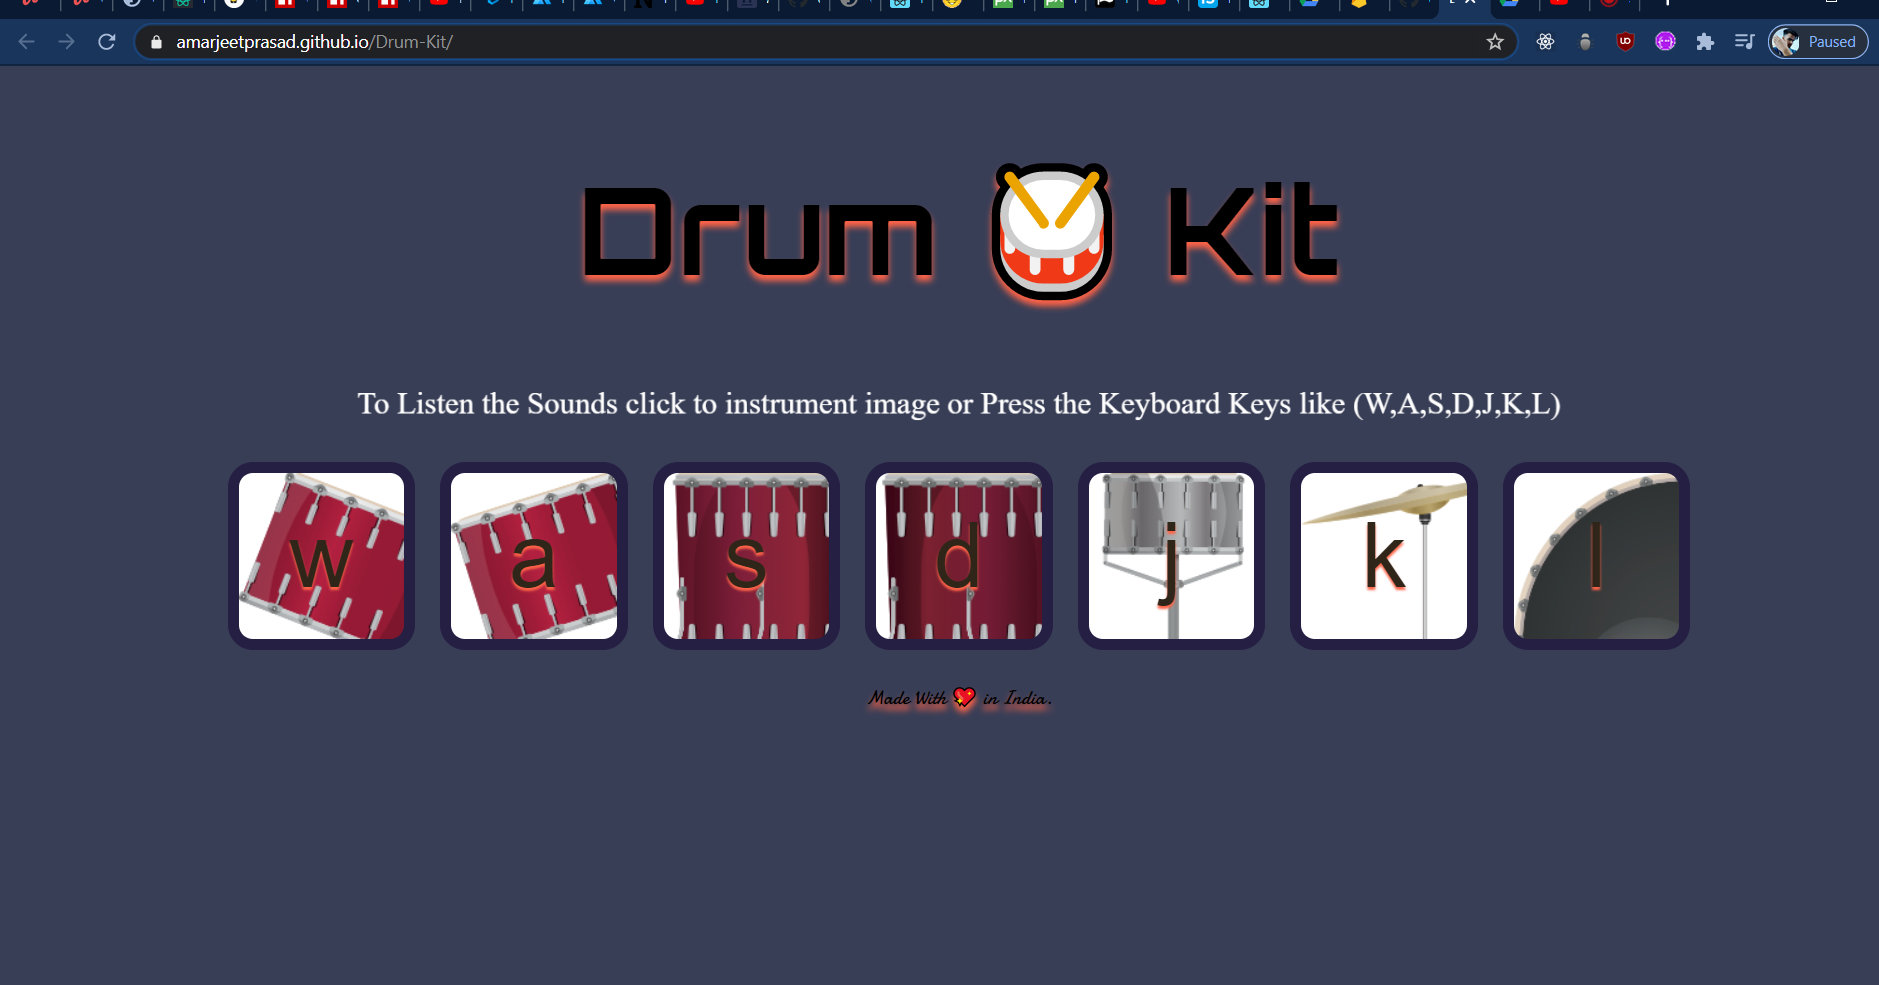 amarjeetprasad.github.io/Drum-Kit/
Paused
Drum 🥁 Kit
To Listen the Sounds click to instrument image or Press the Keyboard Keys like (W,A,S,D,J,K,L)
w a s d j k l
Made With 💖 in India.